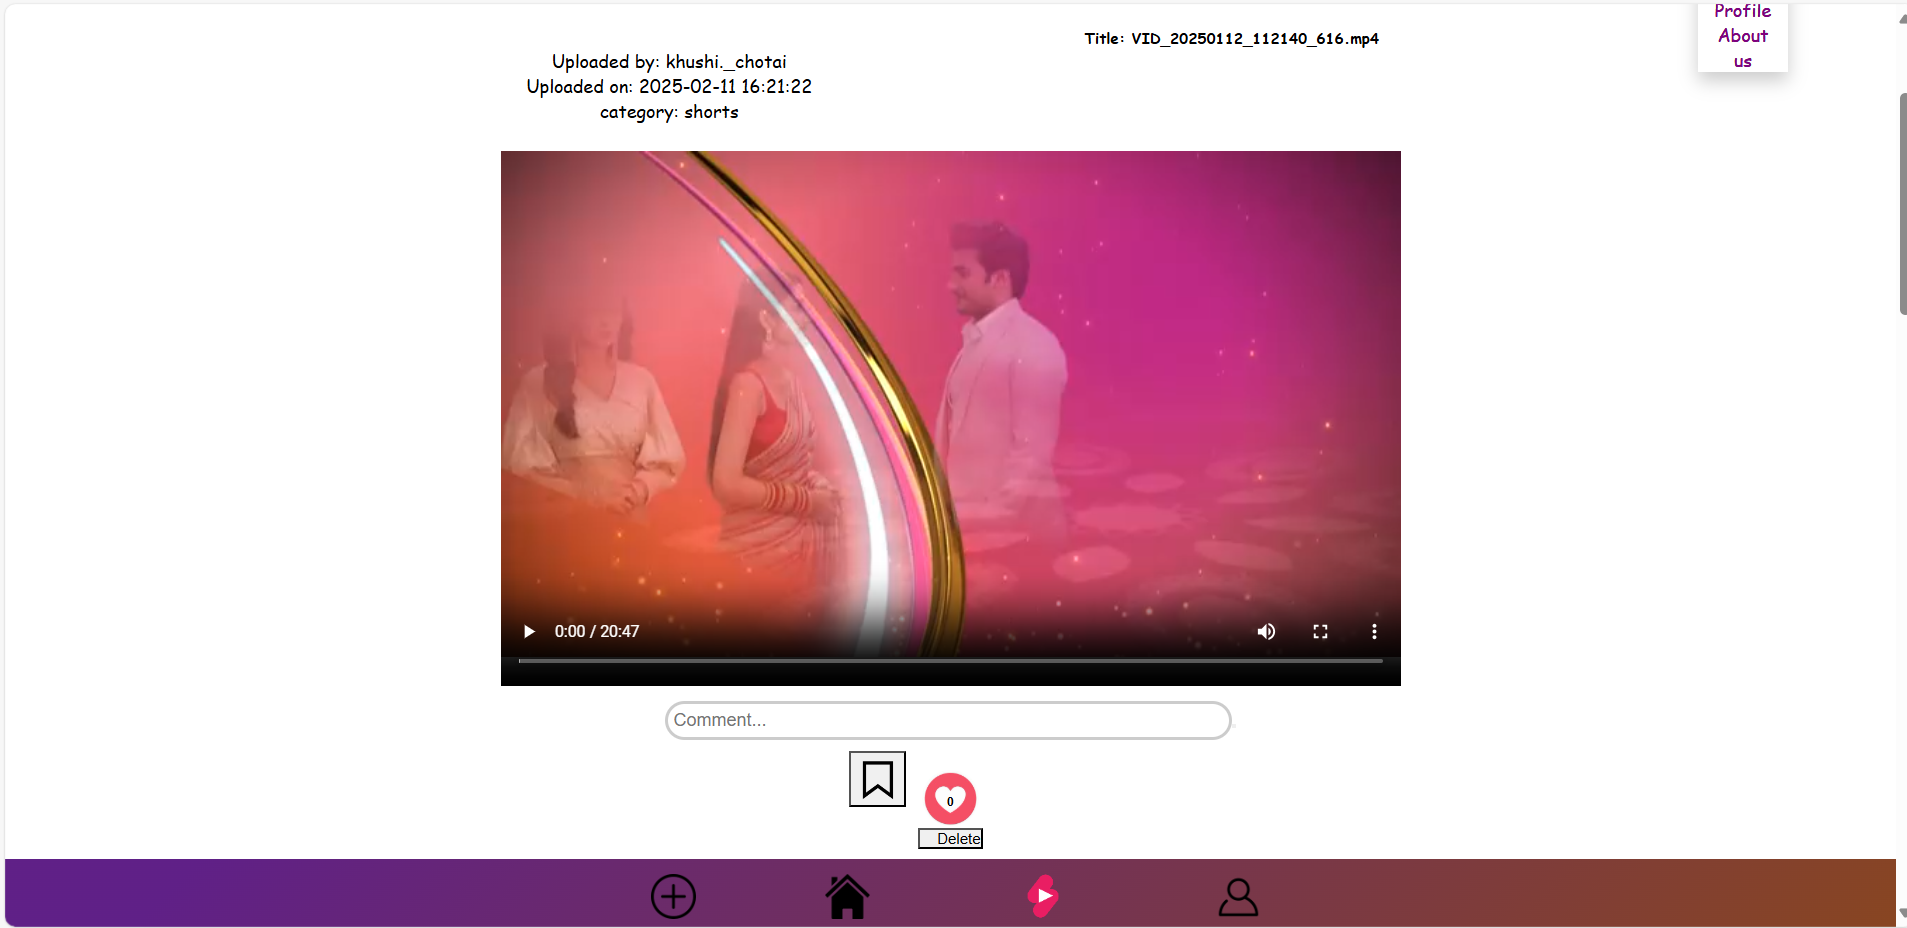 Profile
About
us
Title: VID_20250112_112140_616.mp4
Uploaded by: khushi._chotai
Uploaded on: 2025-02-11 16:21:22
category: shorts
0:00 / 20:47
Comment...
0
Delete